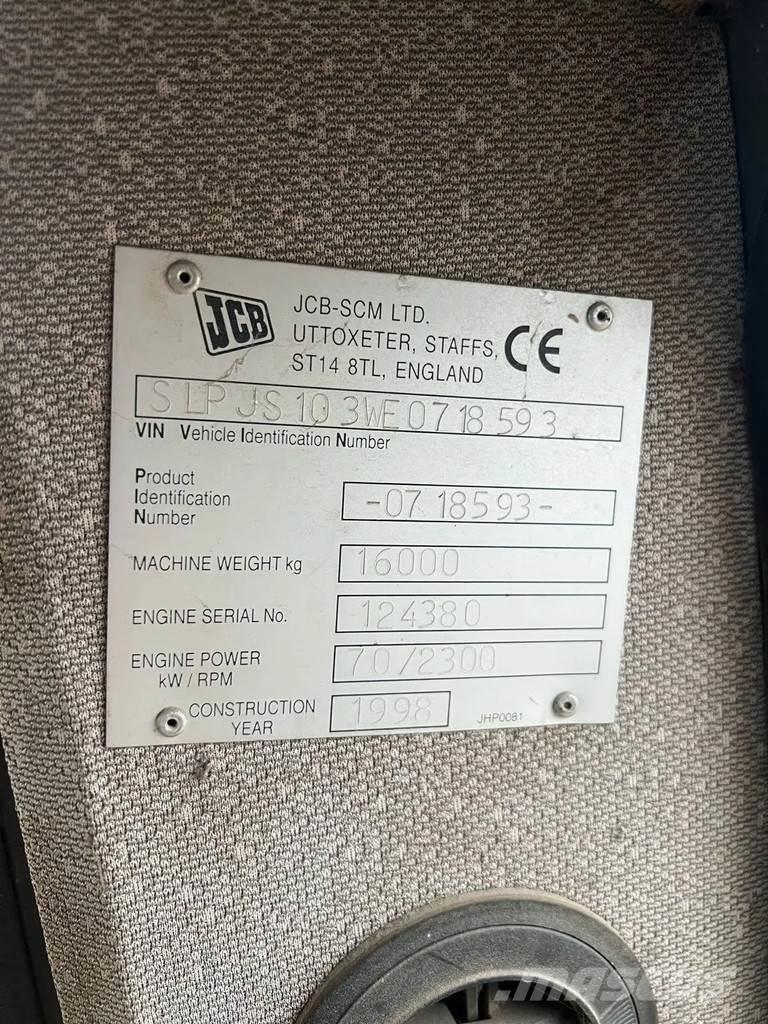 JCB
JCB-SCM LTD.
UTTOXETER, STAFFS,
ST14 8TL, ENGLAND
CE
SLPJS103WE0718593
VIN Vehicle Identification Number
Product
Identification
Number
-0718593-
MACHINE WEIGHT kg
16000
ENGINE SERIAL No.
124380
ENGINE POWER
kW / RPM
70/2300
CONSTRUCTION
YEAR
1998
JHP0081
mascus